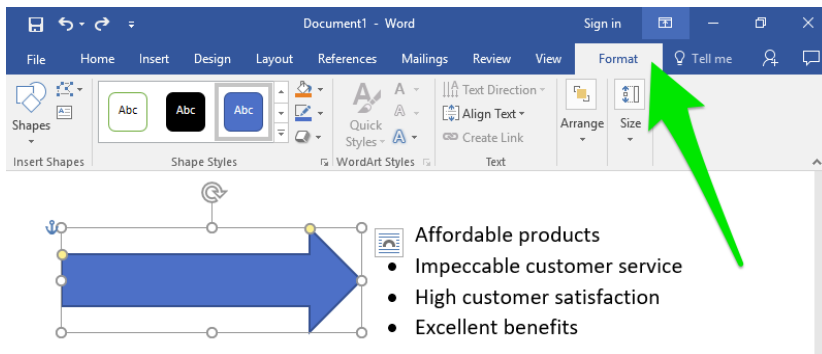 Document1 - Word Sign in
File Home Insert Design Layout References Mailings Review View Format Tell me
Abc Abc Abc
Shapes
Quick
Styles
A A A A
Text Direction
Align Text
Create Link
Arrange Size
Insert Shapes Shape Styles WordArt Styles Text
Affordable products
• Impeccable customer service
• High customer satisfaction
• Excellent benefits